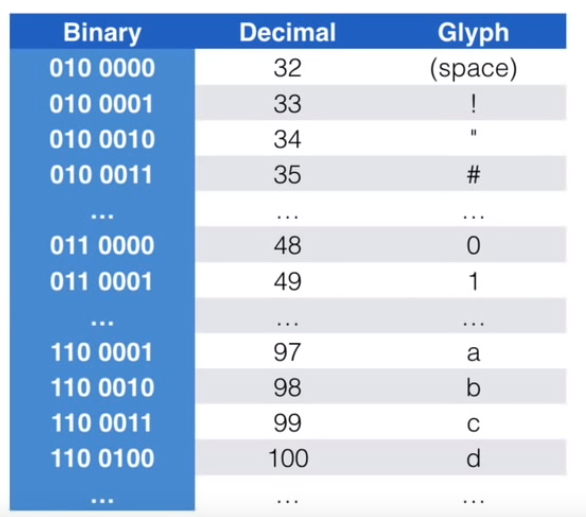 Binary Decimal Glyph
010 0000 32 (space)
010 0001 33 !
010 0010 34 "
010 0011 35 #
... ... ...
011 0000 48 0
011 0001 49 1
... ... ...
110 0001 97 a
110 0010 98 b
110 0011 99 c
110 0100 100 d
... ... ...